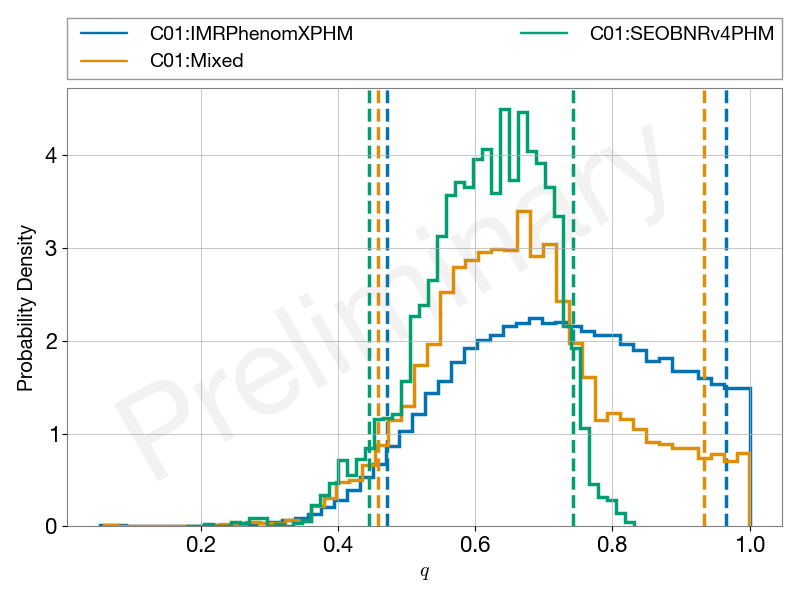 C01:IMRPhenomXPHM
C01:SEOBNRv4PHM
C01:Mixed
Preliminary
Probability Density
4
3
2
1
0
0.2
0.4
0.6
0.8
1.0
q